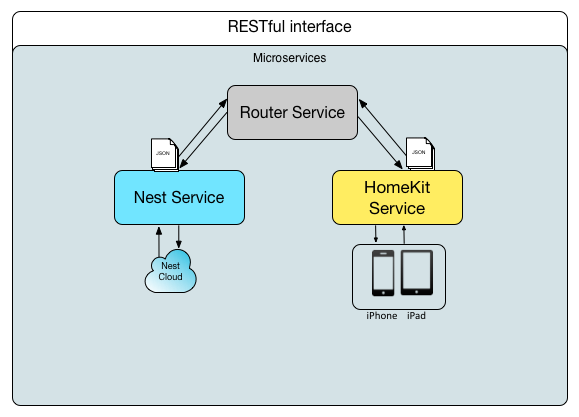 RESTful interface
Microservices
Router Service
JSON
JSON
Nest Service
HomeKit
Service
Nest
Cloud
iPhone
iPad